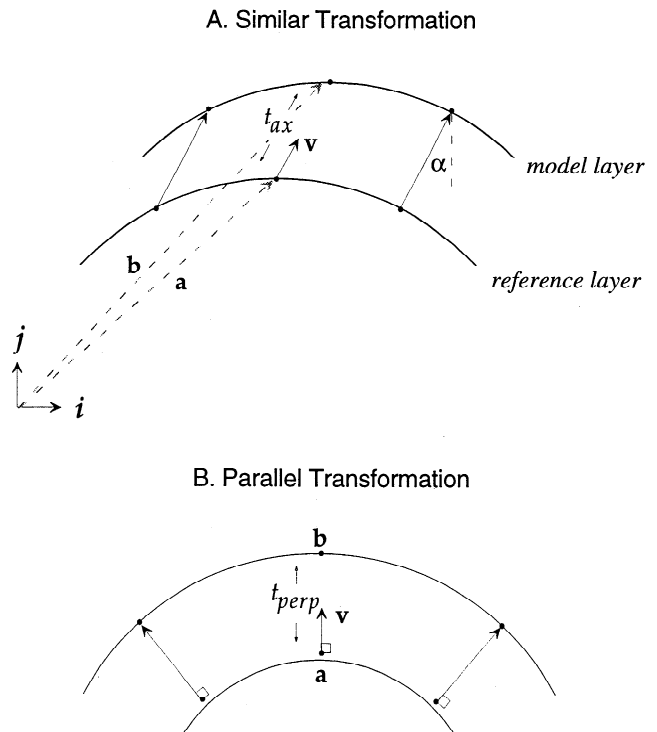 A. Similar Transformation
t_ax
v
α
model layer
b
a
reference layer
j
i
B. Parallel Transformation
b
t_perp
v
a